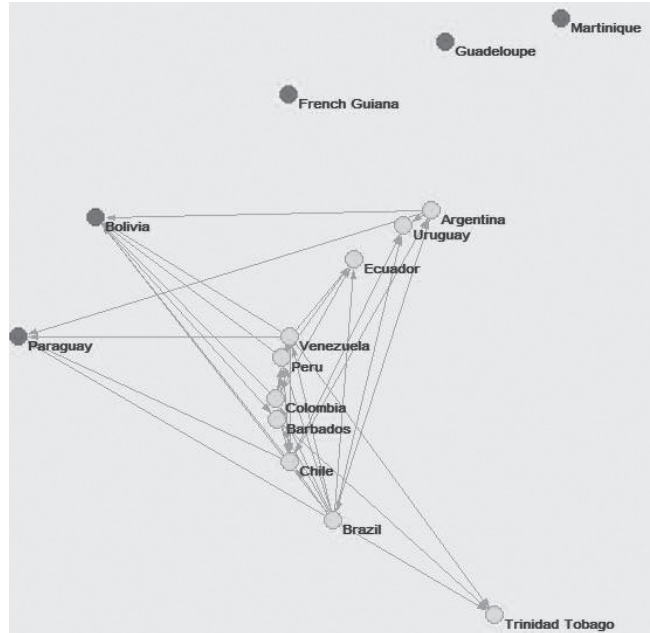 Martinique
Guadeloupe
French Guiana
Bolivia
Argentina
Uruguay
Ecuador
Paraguay
Venezuela
Peru
Colombia
Barbados
Chile
Brazil
Trinidad Tobago